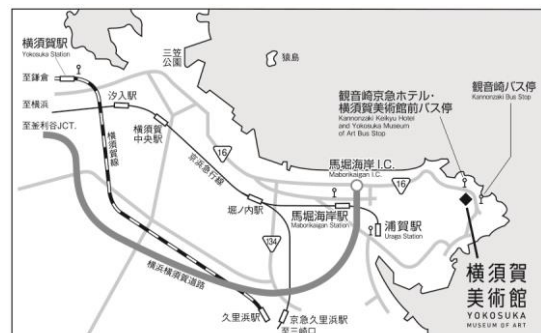 横須賀駅
Yokosuka Station
三笠
公園
猿島
至鎌倉
汐入駅
至横浜
横須賀
中央駅
至釜利谷JCT.
横須賀線
京浜急行線
16
観音崎京急ホテル・
横須賀美術館前バス停
Kannonzaki Keikyu Hotel
and Yokosuka Museum
of Art Bus Stop
観音崎バス停
Kannonzaki Bus Stop
馬堀海岸 I.C.
Maborikaigan I.C.
16
堀ノ内駅
馬堀海岸駅
Maborikaigan Station
浦賀駅
Uraga Station
134
横浜横須賀道路
久里浜駅
京急久里浜駅
至三崎口
横須賀
美術館
YOKOSUKA
MUSEUM OF ART